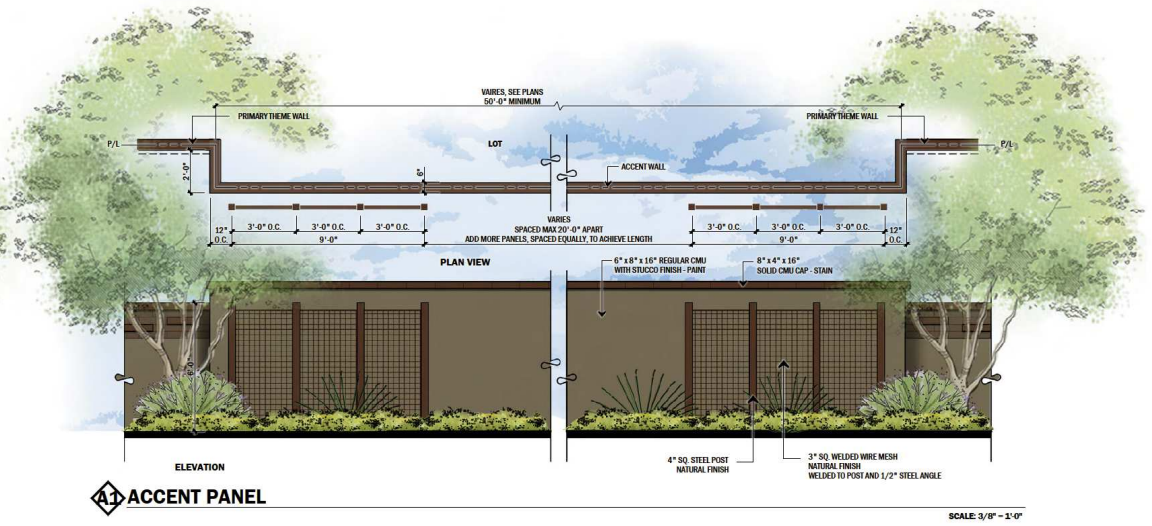 VAIRES, SEE PLANS
50'-0" MINIMUM
PRIMARY THEME WALL
PRIMARY THEME WALL
P/L
LOT
P/L
ACCENT WALL
2'-0"
6"
12"
O.C.
3'-0" O.C.
3'-0" O.C.
3'-0" O.C.
9'-0"
VARIES
SPACED MAX 20'-0" APART
ADD MORE PANELS, SPACED EQUALLY, TO ACHIEVE LENGTH
3'-0" O.C.
3'-0" O.C.
3'-0" O.C.
9'-0"
12"
O.C.
PLAN VIEW
6" x 8" x 16" REGULAR CMU
WITH STUCCO FINISH - PAINT
8" x 4" x 16"
SOLID CMU CAP - STAIN
6'-0"
4" SQ. STEEL POST
NATURAL FINISH
3" SQ. WELDED WIRE MESH
NATURAL FINISH
WELDED TO POST AND 1/2" STEEL ANGLE
ELEVATION
A1 ACCENT PANEL
SCALE: 3/8" = 1'-0"